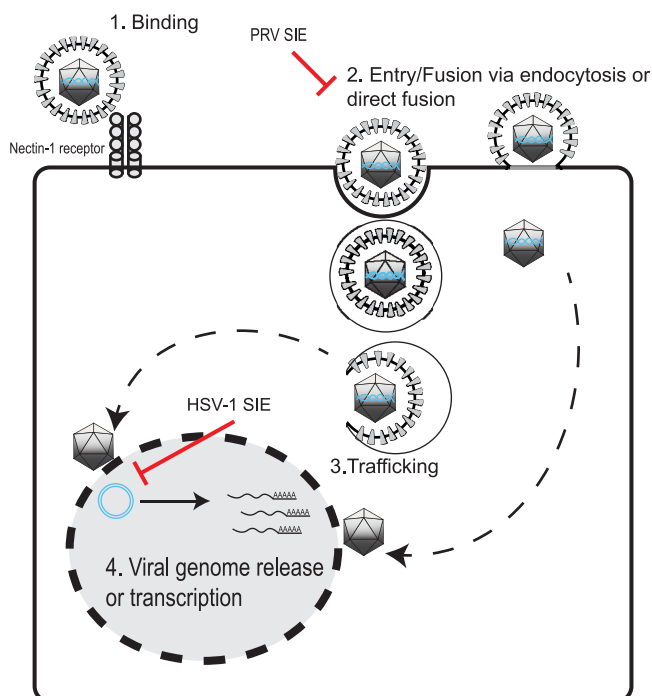 1. Binding
PRV SIE
2. Entry/Fusion via endocytosis or
direct fusion
Nectin-1 receptor
HSV-1 SIE
3.Trafficking
AAAAA
AAAAA
AAAAA
4. Viral genome release
or transcription